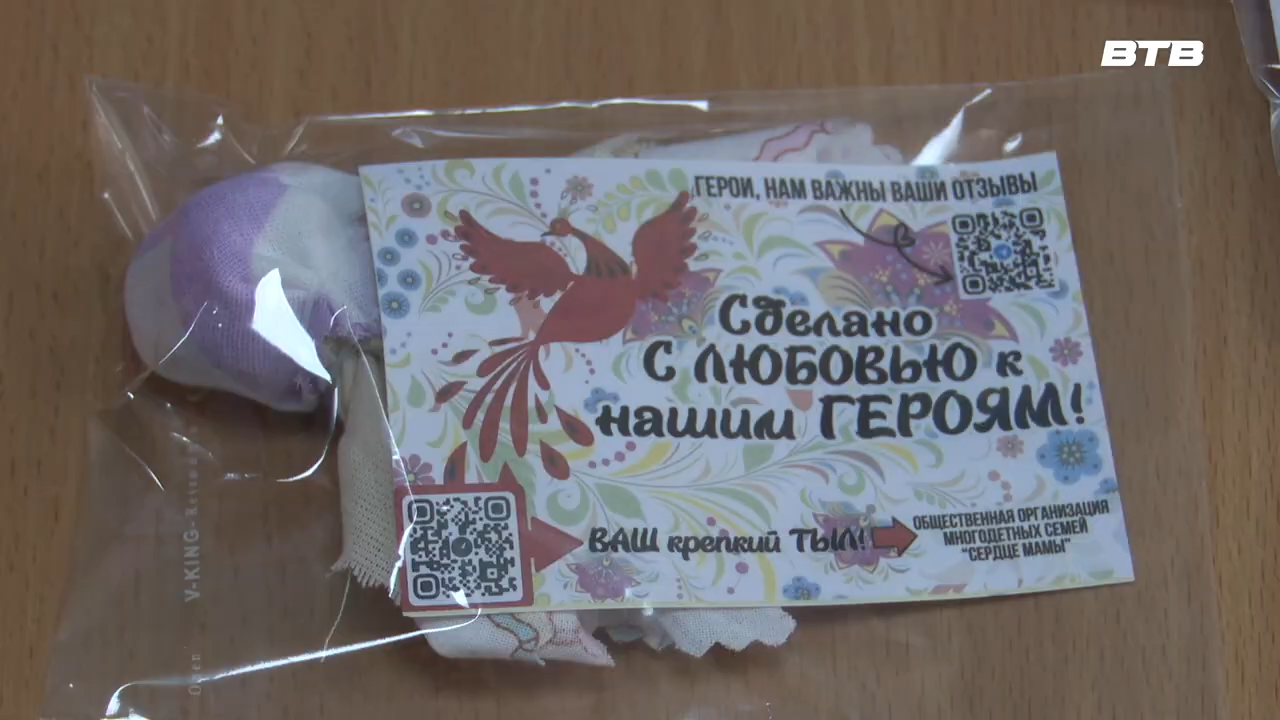 ВТВ
ГЕРОИ, НАМ ВАЖНЫ ВАШИ ОТЗЫВЫ
Сделано
С ЛЮБОВЬЮ к
нашим ГЕРОЯМ!
ВАШ крепкий ТЫЛ!
ОБЩЕСТВЕННАЯ ОРГАНИЗАЦИЯ
МНОГОДЕТНЫХ СЕМЕЙ
"СЕРДЦЕ МАМЫ"
V-KING